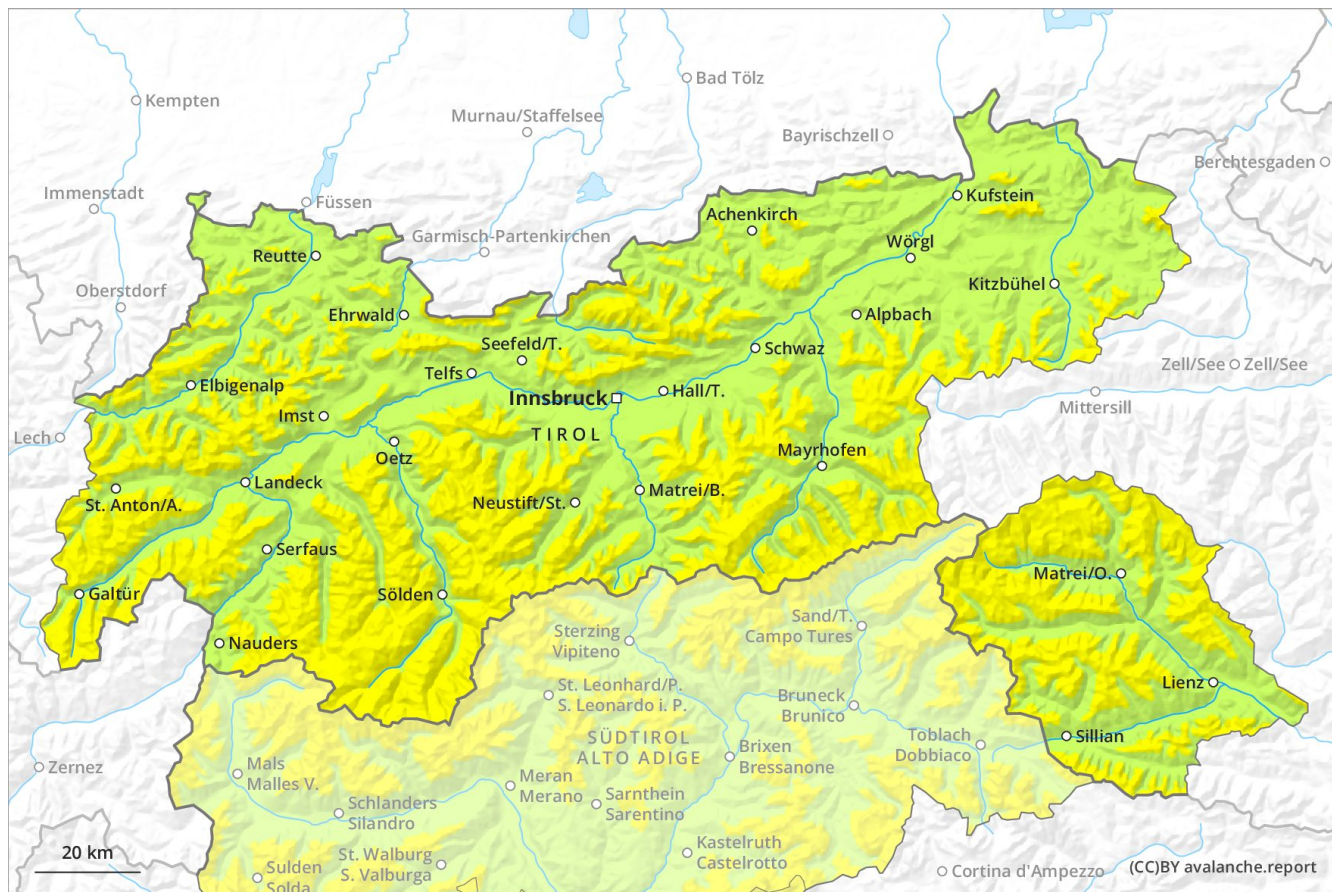 Bad Tölz
Kempten
Murnau/Staffelsee
Bayrischzell
Berchtesgaden
Immenstadt
Füssen
Kufstein
Achenkirch
Garmisch-Partenkirchen
Wörgl
Reutte
Kitzbühel
Oberstdorf
Ehrwald
Alpbach
Seefeld/T.
Schwaz
Zell/See
Zell/See
Telfs
Elbigenalp
Hall/T.
Innsbruck
Mittersill
Imst
TIROL
Lech
Oetz
Mayrhofen
Landeck
Matrei/B.
St. Anton/A.
Neustift/St.
Serfaus
Matrei/O.
Galtür
Sölden
Sand/T.
Campo Tures
Sterzing
Vipiteno
Nauders
Lienz
St. Leonhard/P.
S. Leonardo i. P.
Bruneck
Brunico
Sillian
Toblach
Dobbiaco
SÜDTIROL
ALTO ADIGE
Brixen
Bressanone
Zernez
Mals
Malles V.
Meran
Merano
Sarnthein
Sarentino
Schlanders
Silandro
Kastelruth
Castelrotto
20 km
St. Walburg
S. Valburga
Sulden
Solda
Cortina d'Ampezzo
(CC)BY avalanche.report